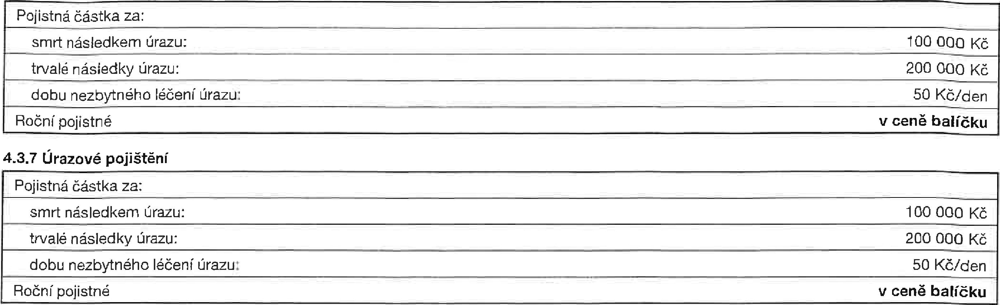 Pojistná částka za:
smrt následkem úrazu: 100 000 Kč
trvalé následky úrazu: 200 000 Kč
dobu nezbytného léčení úrazu: 50 Kč/den
Roční pojistné v ceně balíčku
4.3.7 Úrazové pojištění
Pojistná částka za:
smrt následkem úrazu: 100 000 Kč
trvalé následky úrazu: 200 000 Kč
dobu nezbytného léčení úrazu: 50 Kč/den
Roční pojistné v ceně balíčku